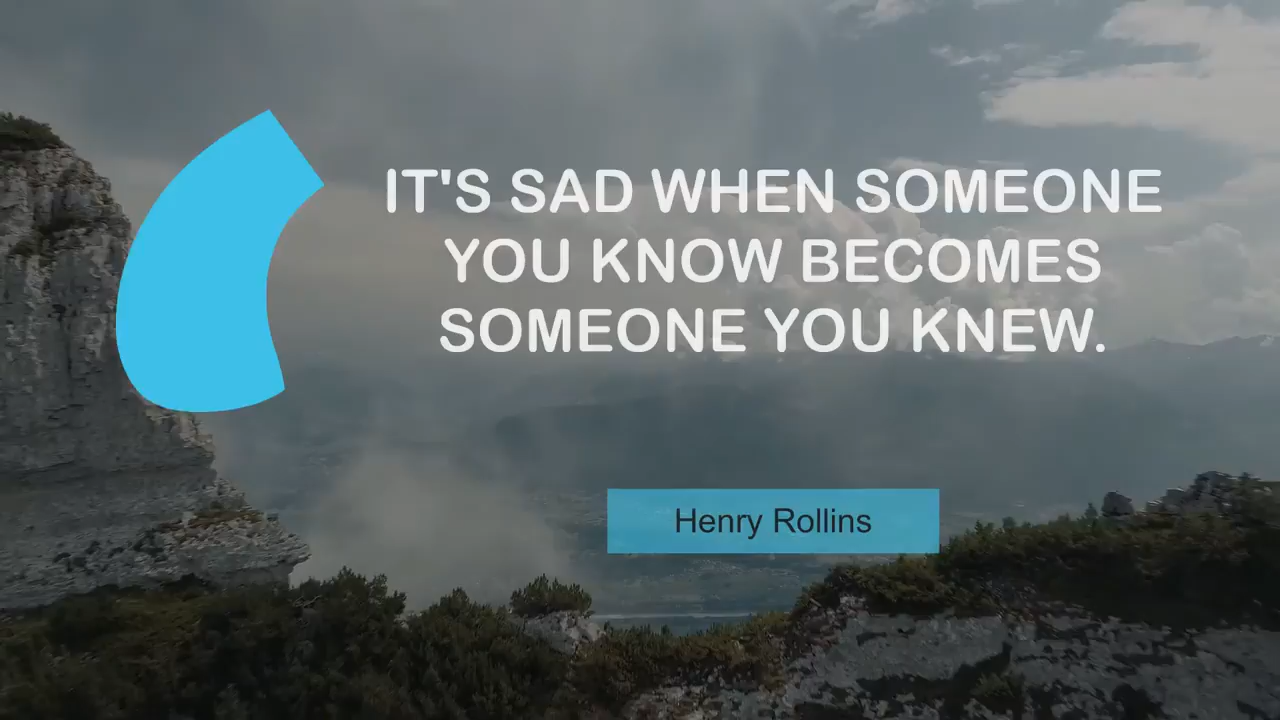 IT'S SAD WHEN SOMEONE
YOU KNOW BECOMES
SOMEONE YOU KNEW.
Henry Rollins